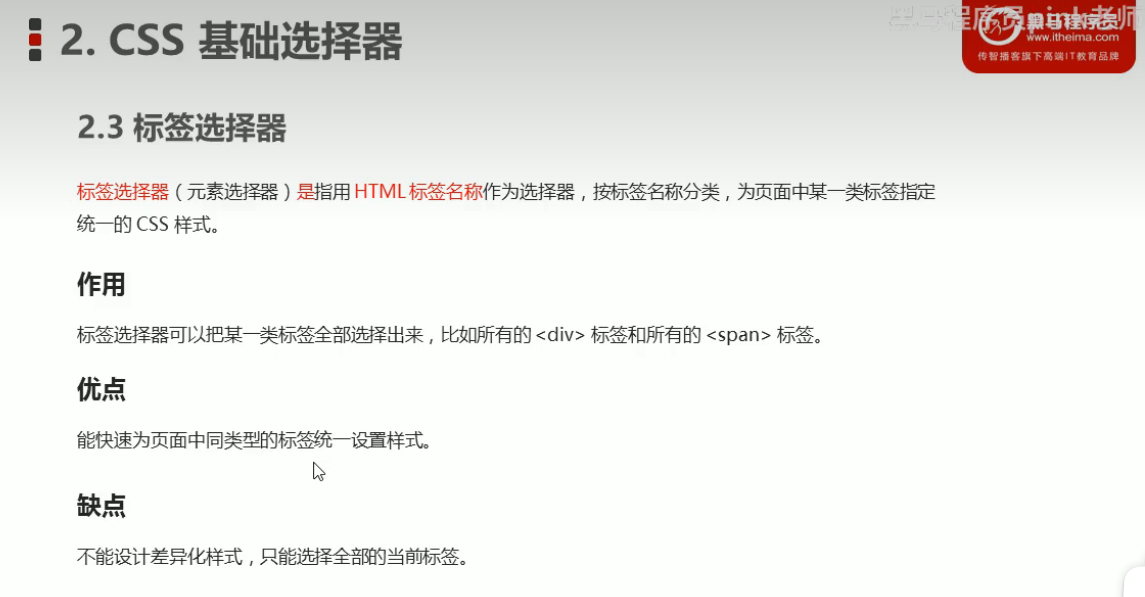 2. CSS 基础选择器
黑马程序员pink老师
黑马程序员
www.itheima.com
传智播客旗下高端IT教育品牌
2.3 标签选择器
标签选择器（元素选择器）是指用 HTML 标签名称作为选择器，按标签名称分类，为页面中某一类标签指定
统一的 CSS 样式。
作用
标签选择器可以把某一类标签全部选择出来，比如所有的 <div> 标签和所有的 <span> 标签。
优点
能快速为页面中同类型的标签统一设置样式。
缺点
不能设计差异化样式，只能选择全部的当前标签。